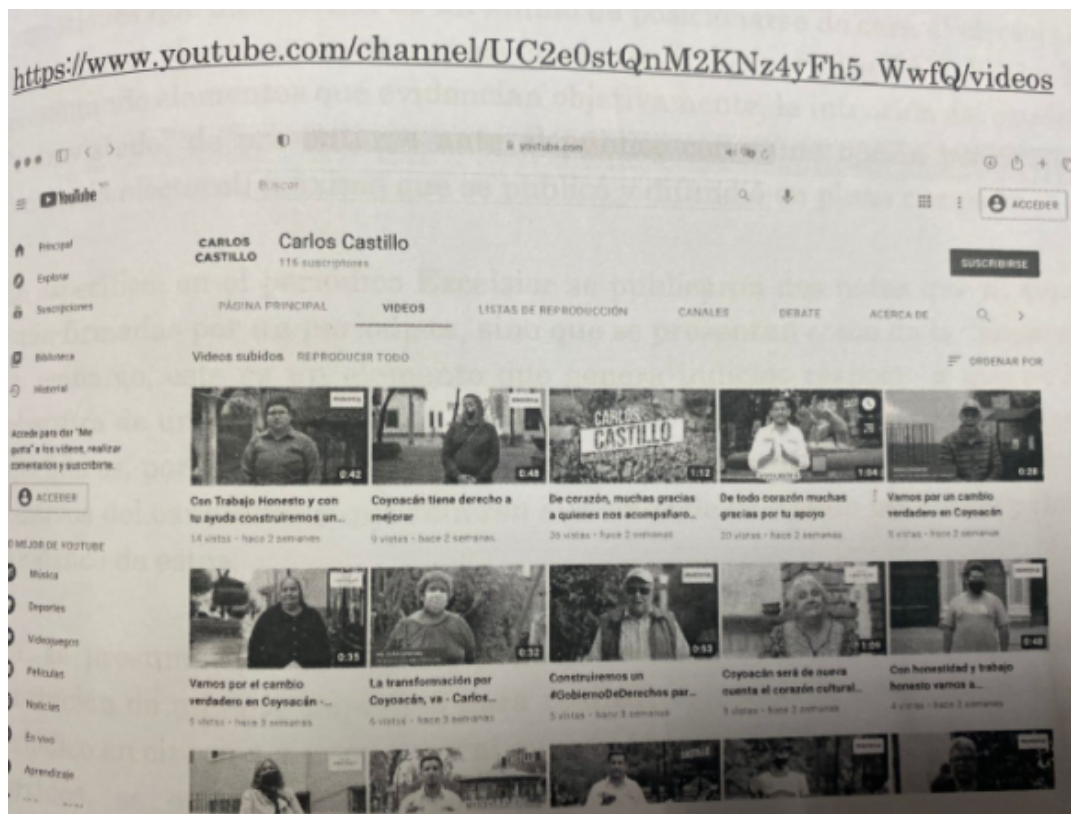 https://www.youtube.com/channel/UC2e0stQnM2KNz4yFh5_WwfQ/videos
youtube.com
YouTube
Buscar
ACCEDER
Principal
Explorar
Suscripciones
Biblioteca
Historial
Accede para dar "Me
gusta" a los videos, realizar
comentarios y suscribirte.
ACCEDER
LO MEJOR DE YOUTUBE
Música
Deportes
Videojuegos
Películas
Noticias
En vivo
Aprendizaje
CARLOS
CASTILLO
Carlos Castillo
116 suscriptores
SUSCRIBIRSE
PÁGINA PRINCIPAL VIDEOS LISTAS DE REPRODUCCIÓN CANALES DEBATE ACERCA DE
Videos subidos REPRODUCIR TODO ORDENAR POR
morena
CARLOS
CASTILLO
0:42 0:48 1:12 1:04 0:28
Con Trabajo Honesto y con
tu ayuda construiremos un...
14 vistas • hace 2 semanas
Coyoacán tiene derecho a
mejorar
9 vistas • hace 2 semanas
De corazón, muchas gracias
a quienes nos acompañaro...
36 vistas • hace 2 semanas
De todo corazón muchas
gracias por tu apoyo
20 vistas • hace 2 semanas
Vamos por un cambio
verdadero en Coyoacán
vistas • hace 2 semanas
0:35 0:32 0:53 1:09 0:48
Vamos por el cambio
verdadero en Coyoacán -...
5 vistas • hace 3 semanas
La transformación por
Coyoacán, va - Carlos...
6 vistas • hace 3 semanas
Construiremos un
#GobiernoDeDerechos par...
5 vistas • hace 3 semanas
Coyoacán será de nueva
cuenta el corazón cultural...
vistas • hace 3 semanas
Con honestidad y trabajo
honesto vamos a...
4 vistas • hace 3 semanas